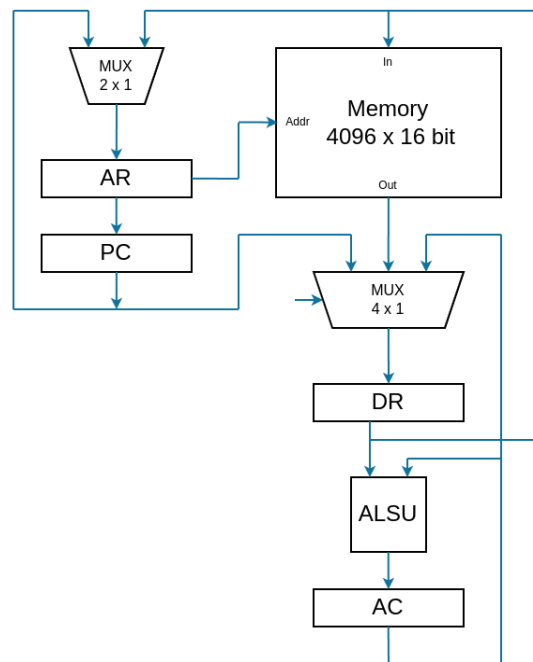 MUX
2 x 1
In
Memory
4096 x 16 bit
Addr
Out
AR
PC
MUX
4 x 1
DR
ALSU
AC